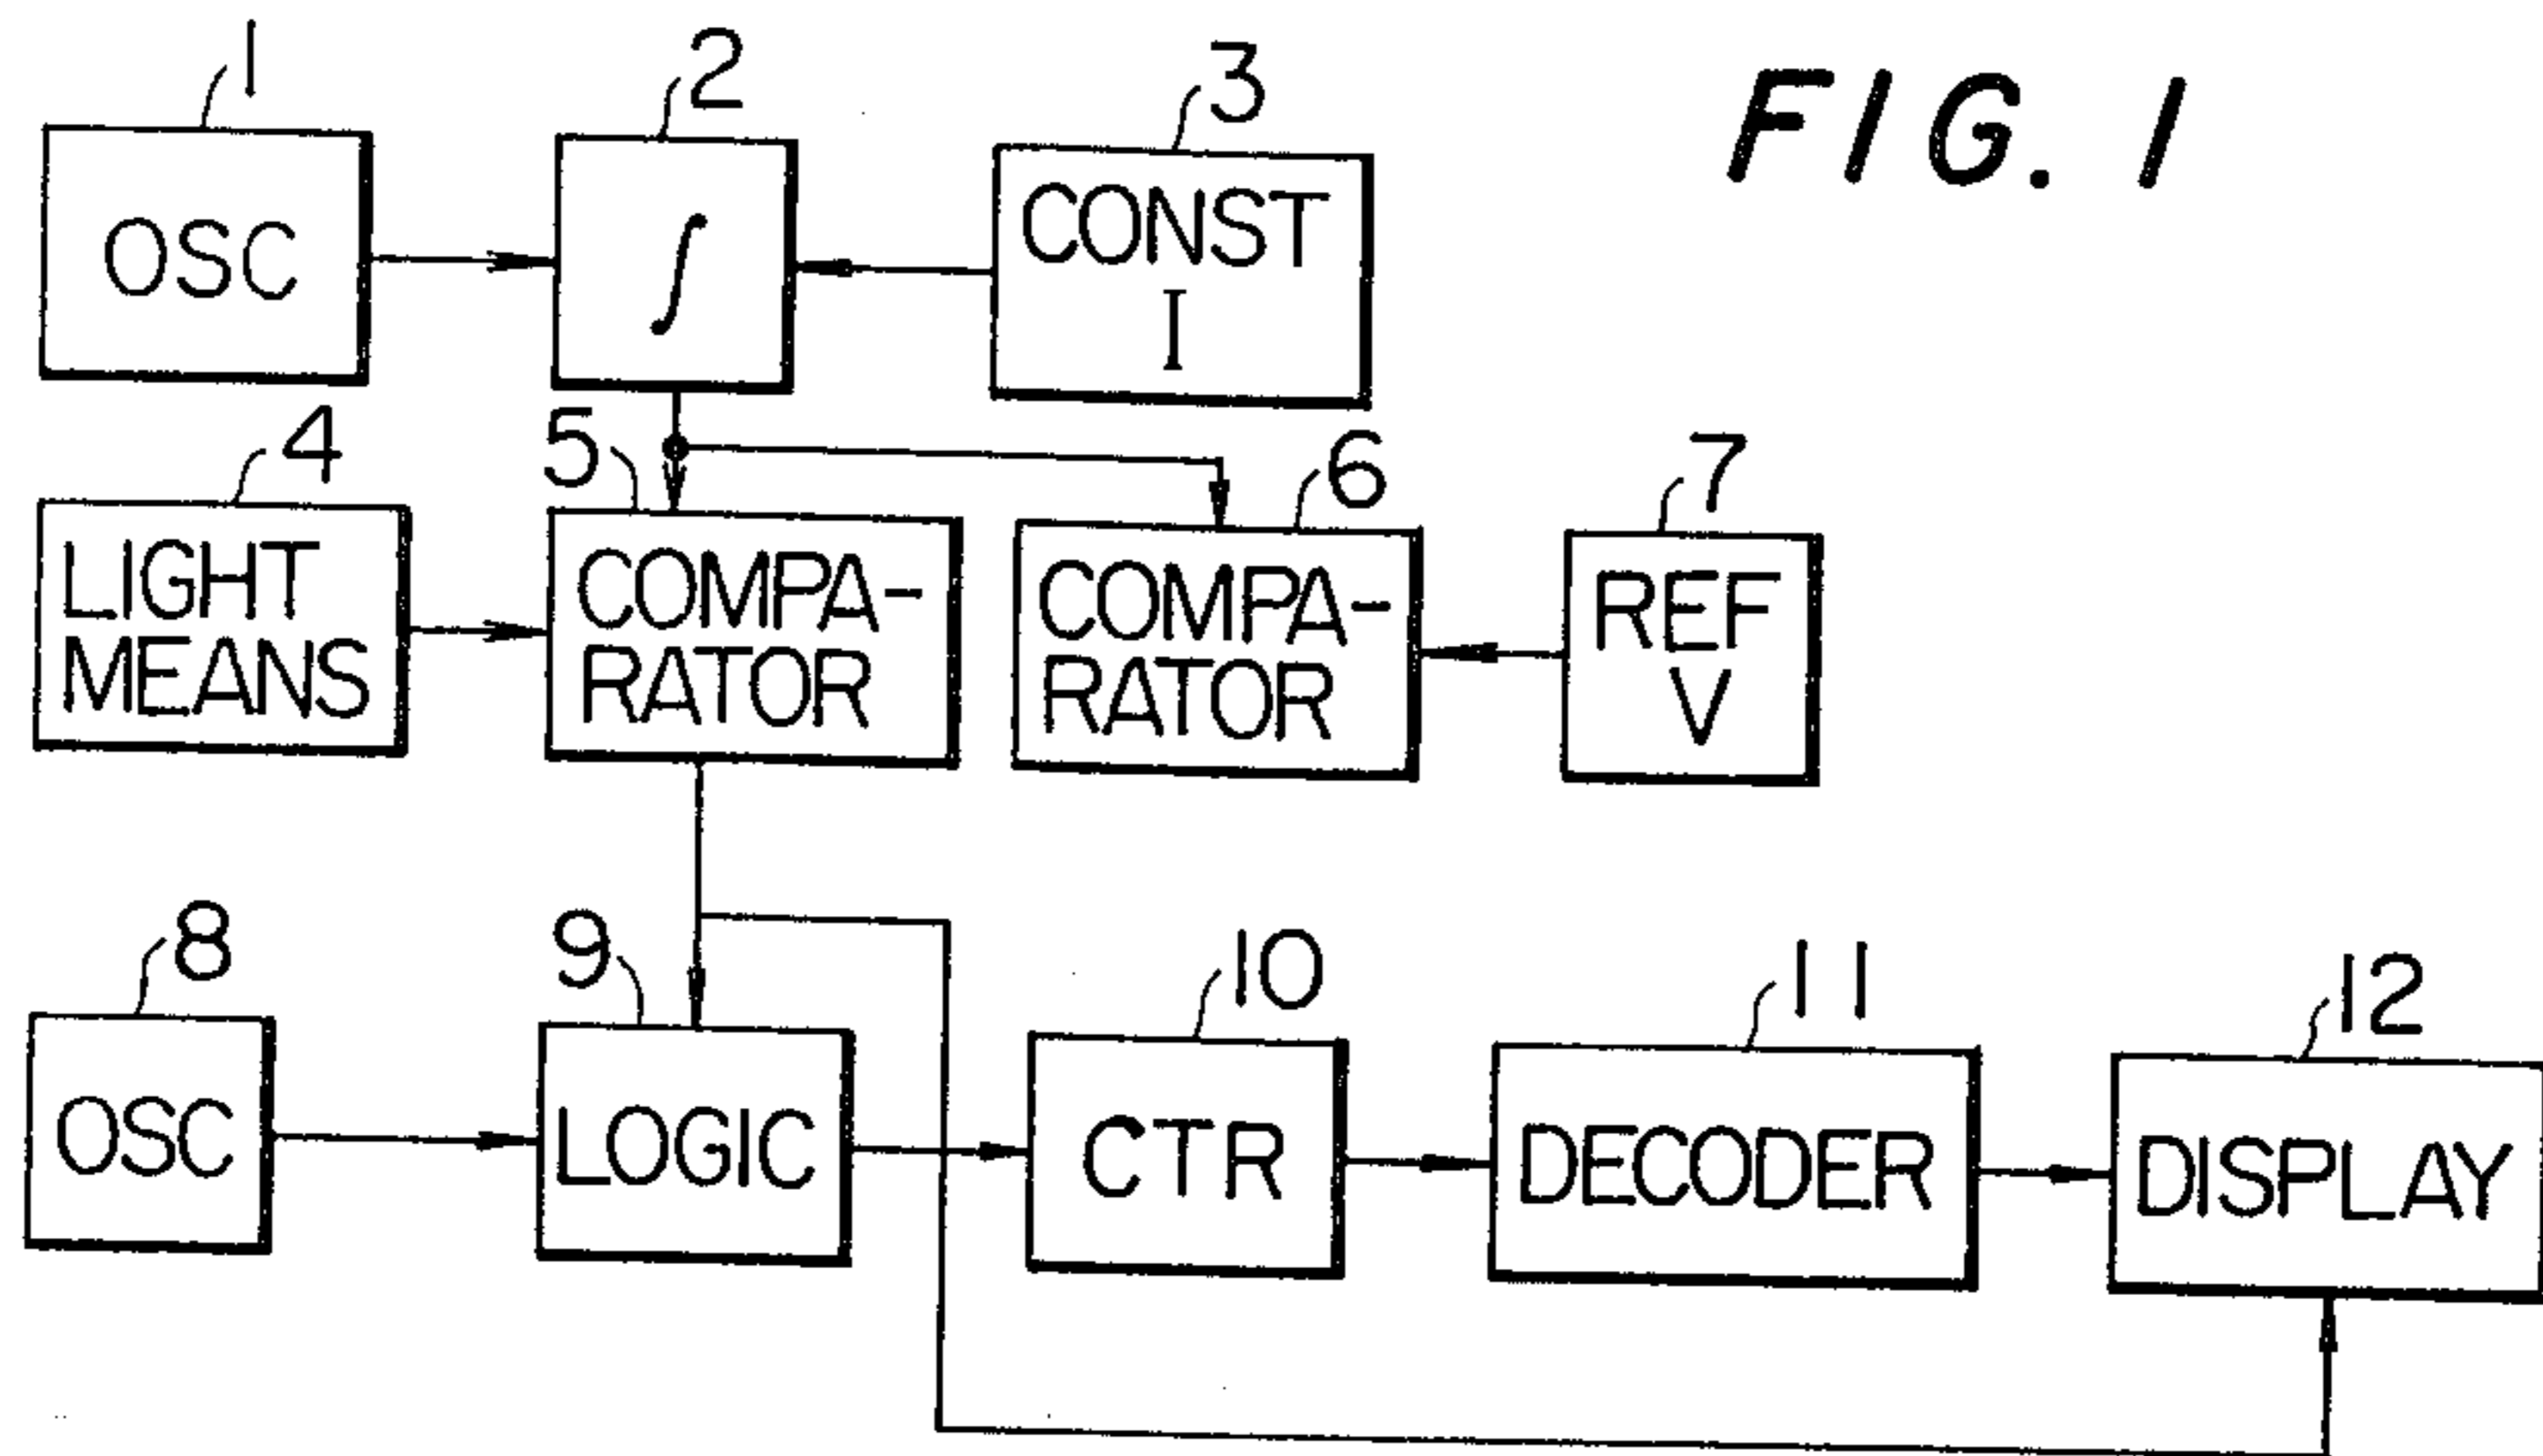 FIG. 1
1
OSC
2
∫
3
CONST
I
4
LIGHT
MEANS
5
COMPA-
RATOR
6
COMPA-
RATOR
7
REF
V
8
OSC
9
LOGIC
10
CTR
11
DECODER
12
DISPLAY